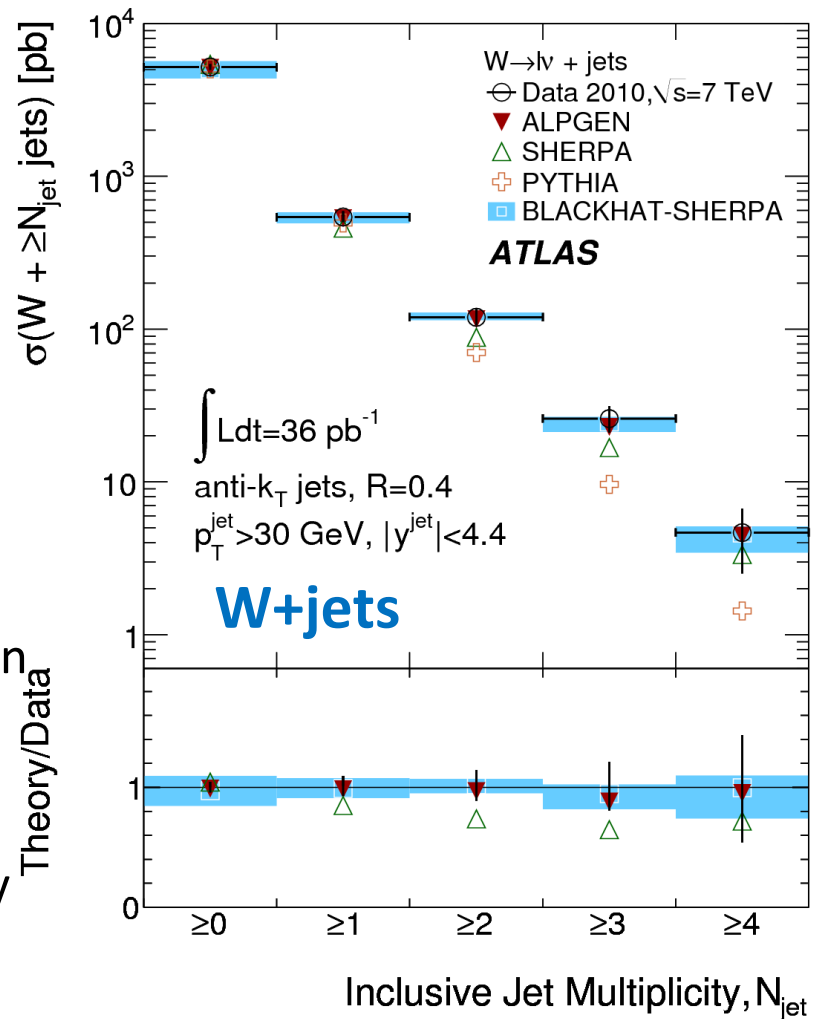 10⁴
10³
10²
10
1
σ(W + ≥N_jet jets) [pb]
W→lν + jets
Data 2010,√s=7 TeV
ALPGEN
SHERPA
PYTHIA
BLACKHAT-SHERPA
ATLAS
∫Ldt=36 pb⁻¹
anti-k_T jets, R=0.4
p_T^jet>30 GeV, |y^jet|<4.4
W+jets
n
Theory/Data
1
y
0
≥0 ≥1 ≥2 ≥3 ≥4
Inclusive Jet Multiplicity, N_jet